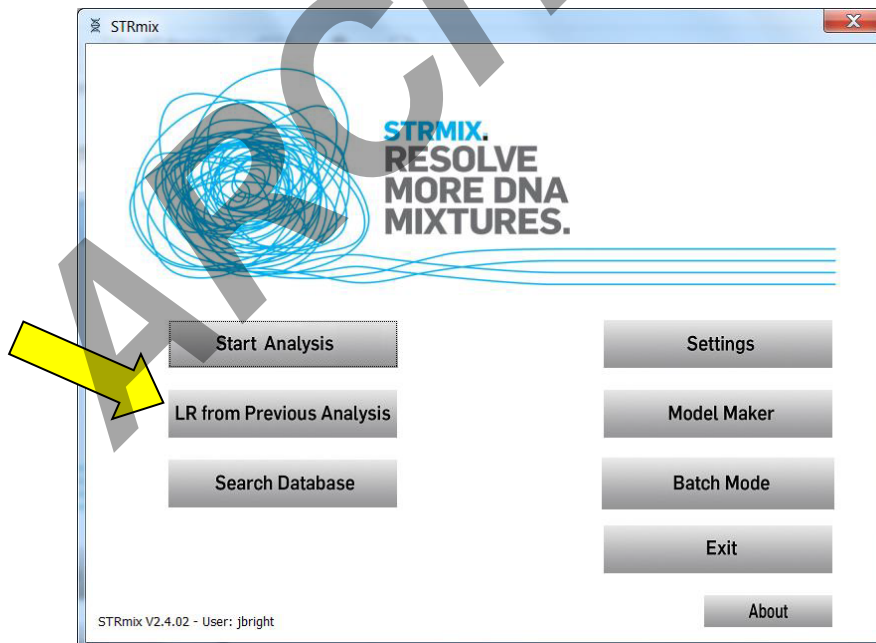 STRmix
X
STRMIX.
RESOLVE
MORE DNA
MIXTURES.
Start Analysis
Settings
LR from Previous Analysis
Model Maker
Search Database
Batch Mode
Exit
About
STRmix V2.4.02 - User: jbright